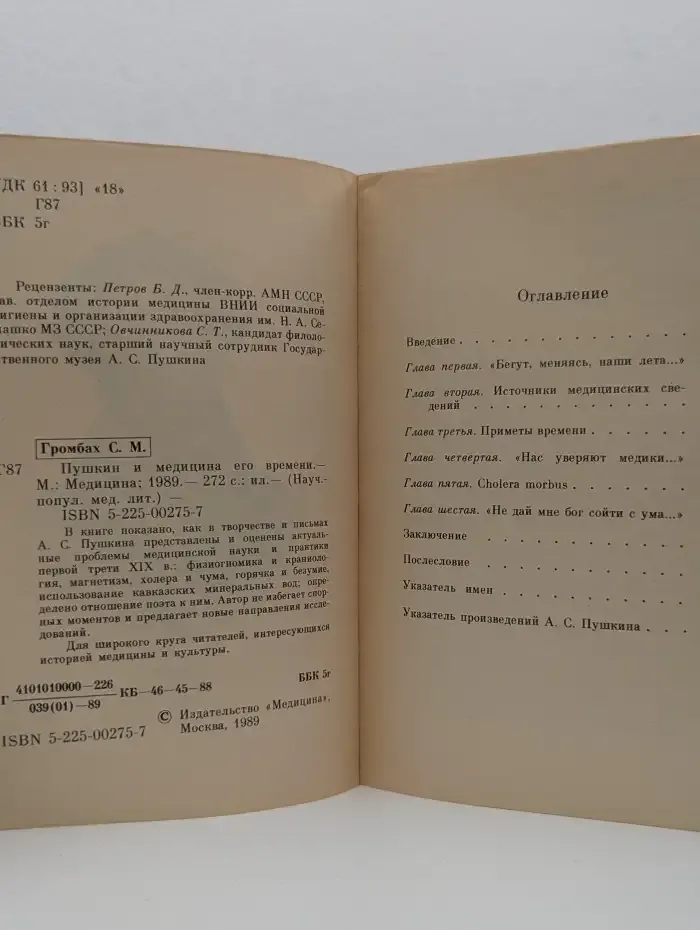 УДК 61 : 93] «18»
Г87
ББК 5г
Рецензенты: Петров Б. Д., член-корр. АМН СССР,
зав. отделом истории медицины ВНИИ социальной
гигиены и организации здравоохранения им. Н. А. Се-
машко МЗ СССР; Овчинникова С. Т., кандидат филоло-
гических наук, старший научный сотрудник Государ-
ственного музея А. С. Пушкина
Громбах С. М.
Г87 Пушкин и медицина его времени.—
М.: Медицина; 1989.— 272 с.: ил.— (Науч.-
попул. мед. лит.) —
ISBN 5-225-00275-7
В книге показано, как в творчестве и письмах
А. С. Пушкина представлены и оценены актуаль-
ные проблемы медицинской науки и практики
первой трети XIX в.: физиогномика и краниоло-
гия, магнетизм, холера и чума, горячка и безумие,
использование кавказских минеральных вод; опре-
делено отношение поэта к ним. Автор не избегает спор-
ных моментов и предлагает новые направления иссле-
дований.
Для широкого круга читателей, интересующихся
историей медицины и культуры.
Г 4101010000—226 / 039(01)—89 КБ—46—45—88
ББК 5г
ISBN 5-225-00275-7
© Издательство «Медицина»,
Москва, 1989
Оглавление
Введение . . . . . . . . . . . .
Глава первая. «Бегут, меняясь, наши лета...»
Глава вторая. Источники медицинских све-
дений . . . . . . . . . . .
Глава третья. Приметы времени . . . . .
Глава четвертая. «Нас уверяют медики...»
Глава пятая. Cholera morbus . . . . . .
Глава шестая. «Не дай мне бог сойти с ума...»
Заключение . . . . . . . . . . .
Послесловие . . . . . . . . . . .
Указатель имен . . . . . . . . . .
Указатель произведений А. С. Пушкина . . .